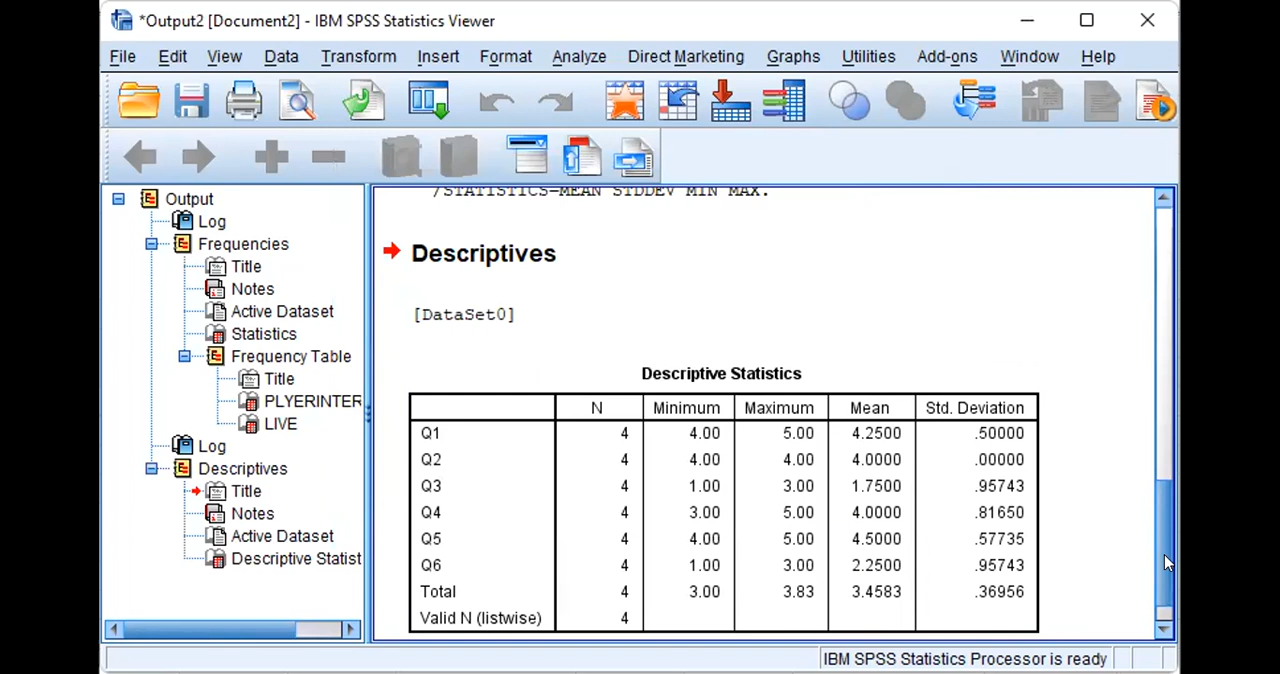 *Output2 [Document2] - IBM SPSS Statistics Viewer
File Edit View Data Transform Insert Format Analyze Direct Marketing Graphs Utilities Add-ons Window Help
Output
Log
Frequencies
Title
Notes
Active Dataset
Statistics
Frequency Table
Title
PLYERINTER
LIVE
Log
Descriptives
Title
Notes
Active Dataset
Descriptive Statist
/STATISTICS=MEAN STDDEV MIN MAX.
Descriptives
[DataSet0]
Descriptive Statistics
N Minimum Maximum Mean Std. Deviation
Q1 4 4.00 5.00 4.2500 .50000
Q2 4 4.00 4.00 4.0000 .00000
Q3 4 1.00 3.00 1.7500 .95743
Q4 4 3.00 5.00 4.0000 .81650
Q5 4 4.00 5.00 4.5000 .57735
Q6 4 1.00 3.00 2.2500 .95743
Total 4 3.00 3.83 3.4583 .36956
Valid N (listwise) 4
IBM SPSS Statistics Processor is ready